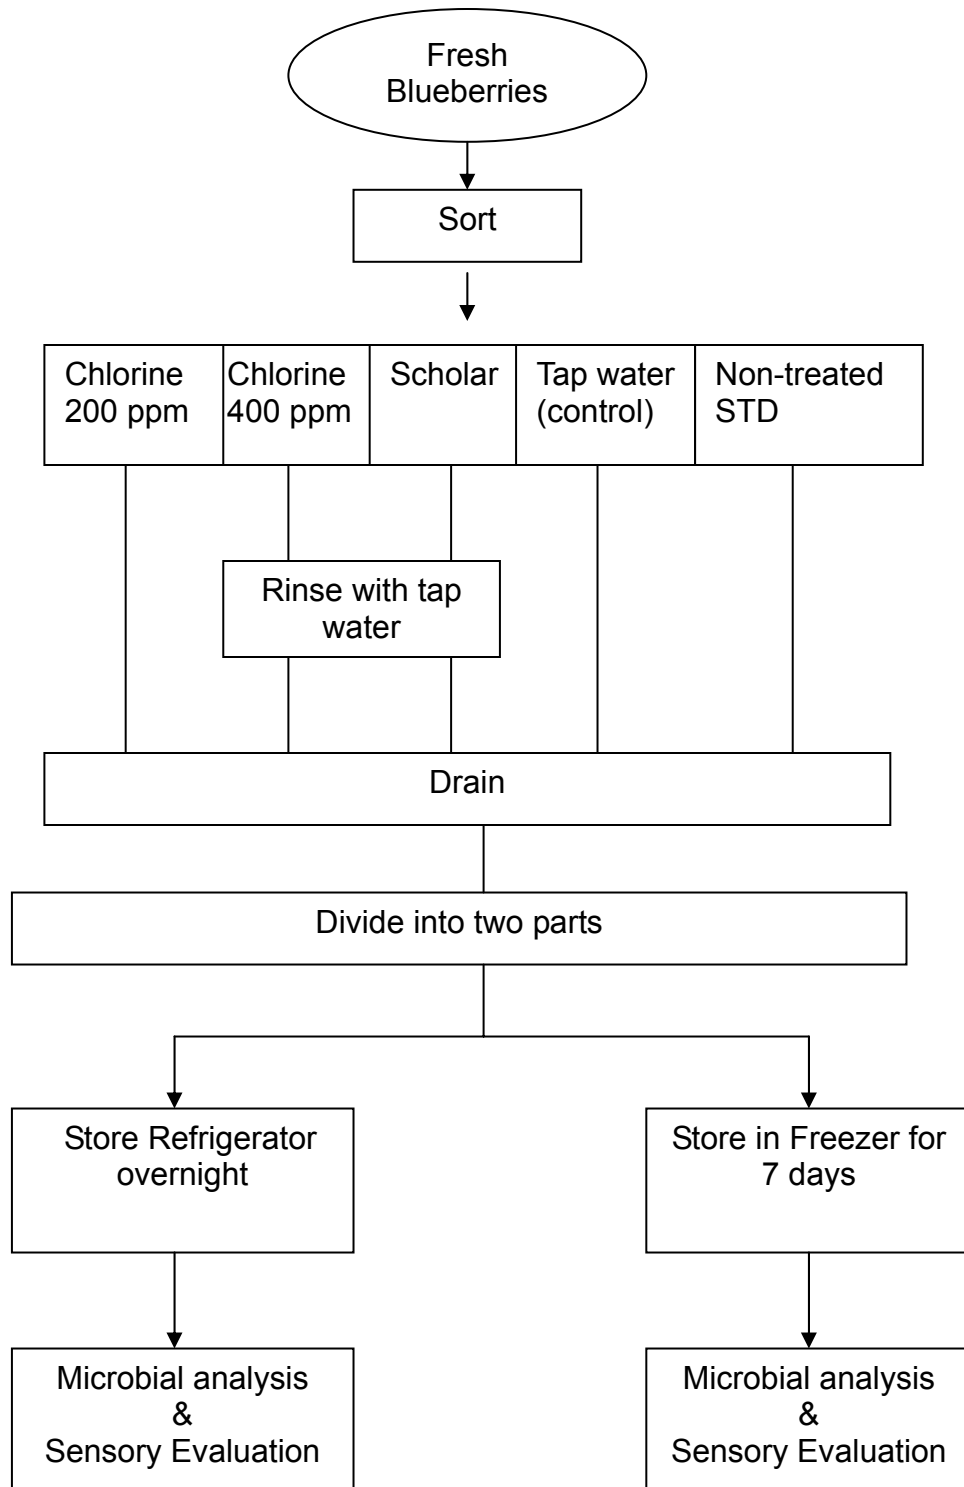 Fresh
Blueberries
Sort
Chlorine
200 ppm
Chlorine
400 ppm
Scholar
Tap water
(control)
Non-treated
STD
Rinse with tap
water
Drain
Divide into two parts
Store Refrigerator
overnight
Store in Freezer for
7 days
Microbial analysis
&
Sensory Evaluation
Microbial analysis
&
Sensory Evaluation